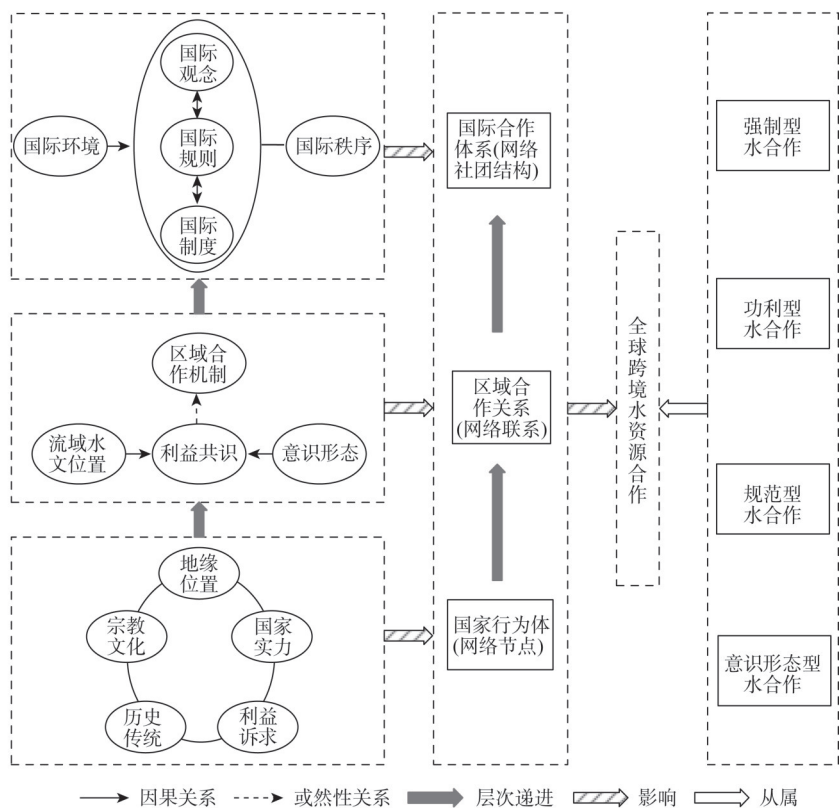 国际
观念
国际环境
国际
规则
国际秩序
国际
制度
区域合
作机制
流域水
文位置
利益共识
意识形态
地缘
位置
宗教
文化
国家
实力
历史
传统
利益
诉求
国际合作
体系(网络
社团结构)
区域合
作关系
(网络联系)
国家行为体
(网络节点)
全球跨境水资源合作
强制型
水合作
功利型
水合作
规范型
水合作
意识形态型
水合作
因果关系
或然性关系
层次递进
影响
从属